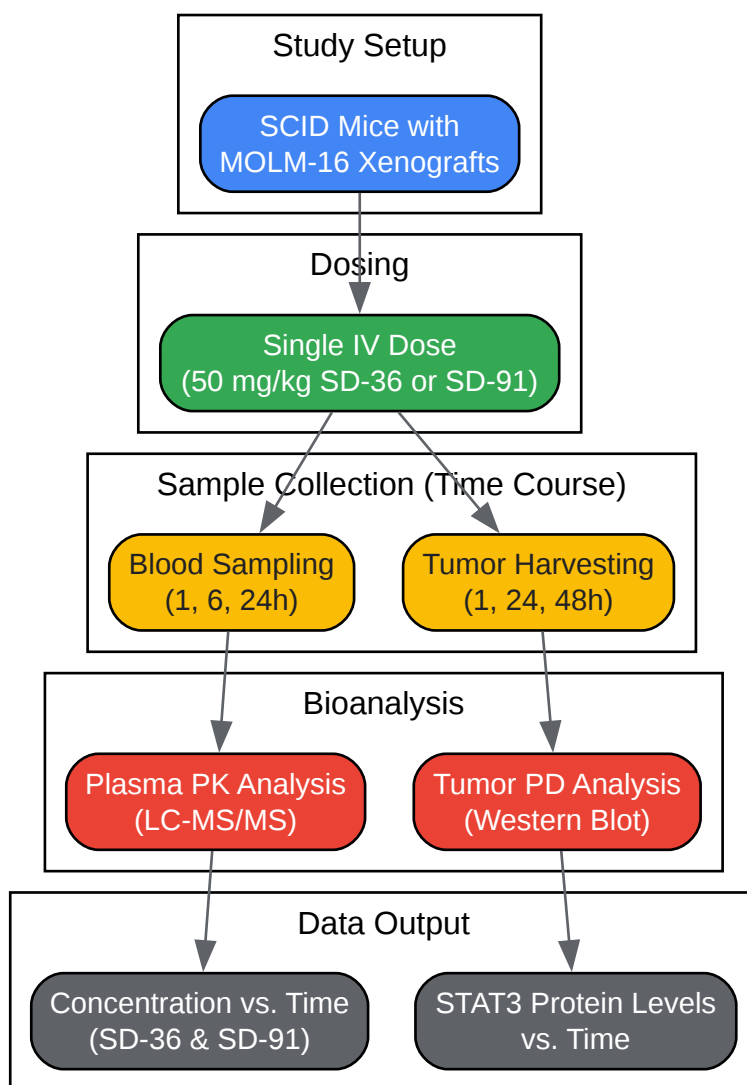 Study Setup
SCID Mice with
MOLM-16 Xenografts
Dosing
Single IV Dose
(50 mg/kg SD-36 or SD-91)
Sample Collection (Time Course)
Blood Sampling
(1, 6, 24h)
Tumor Harvesting
(1, 24, 48h)
Bioanalysis
Plasma PK Analysis
(LC-MS/MS)
Tumor PD Analysis
(Western Blot)
Data Output
Concentration vs. Time
(SD-36 & SD-91)
STAT3 Protein Levels
vs. Time